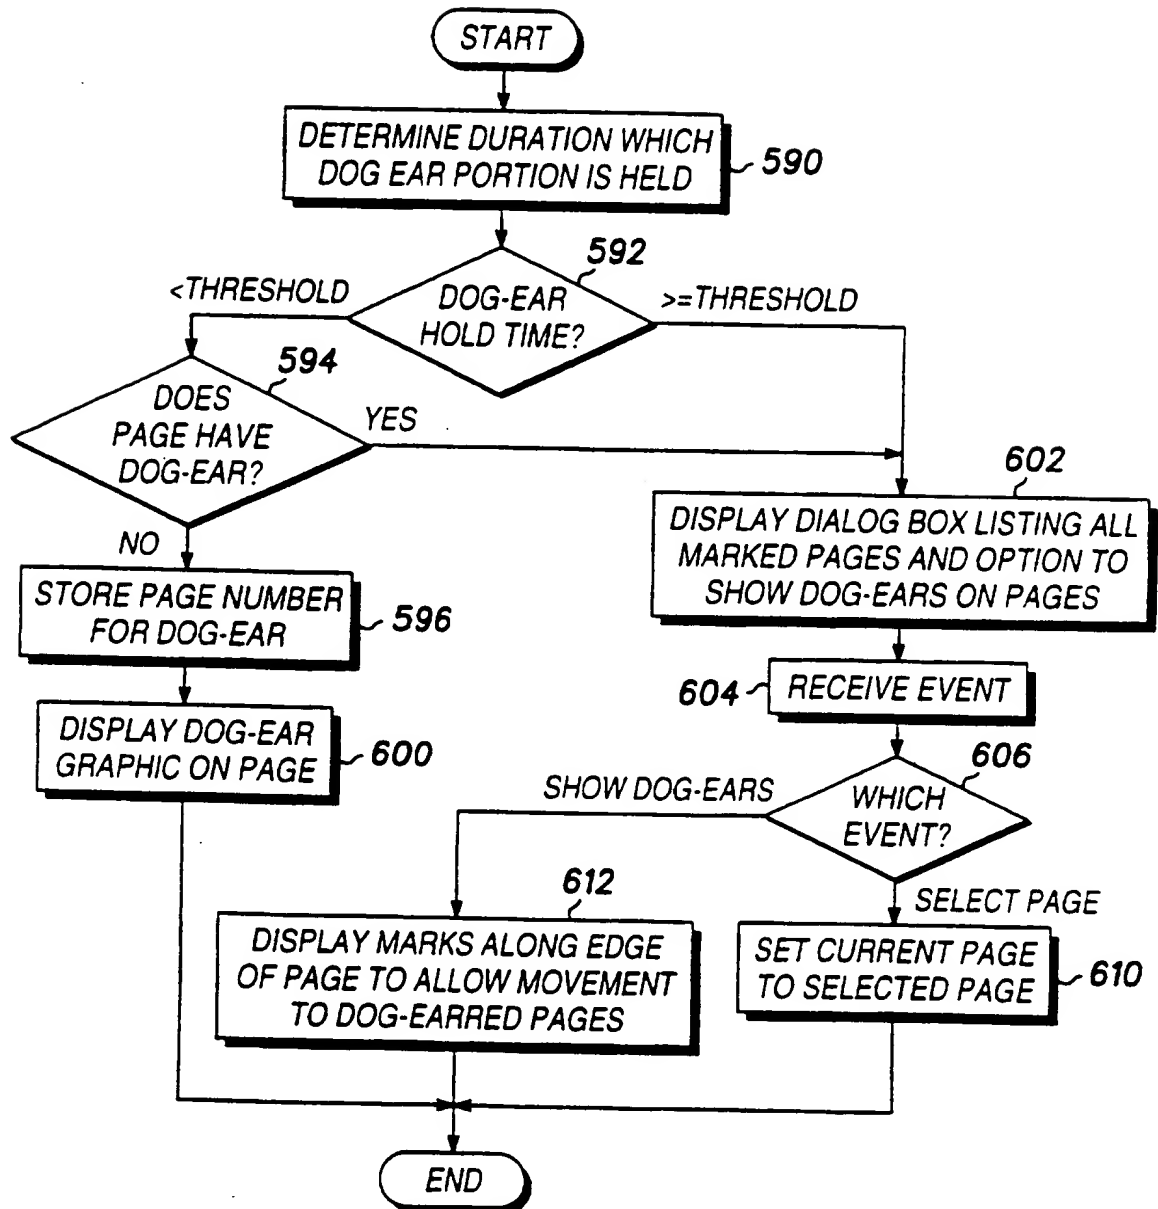 START
DETERMINE DURATION WHICH
DOG EAR PORTION IS HELD
590
592
<THRESHOLD
DOG-EAR
HOLD TIME?
>=THRESHOLD
594
DOES
PAGE HAVE
DOG-EAR?
YES
NO
602
DISPLAY DIALOG BOX LISTING ALL
MARKED PAGES AND OPTION TO
SHOW DOG-EARS ON PAGES
STORE PAGE NUMBER
FOR DOG-EAR
596
604
RECEIVE EVENT
DISPLAY DOG-EAR
GRAPHIC ON PAGE
600
606
SHOW DOG-EARS
WHICH
EVENT?
612
SELECT PAGE
DISPLAY MARKS ALONG EDGE
OF PAGE TO ALLOW MOVEMENT
TO DOG-EARRED PAGES
SET CURRENT PAGE
TO SELECTED PAGE
610
END